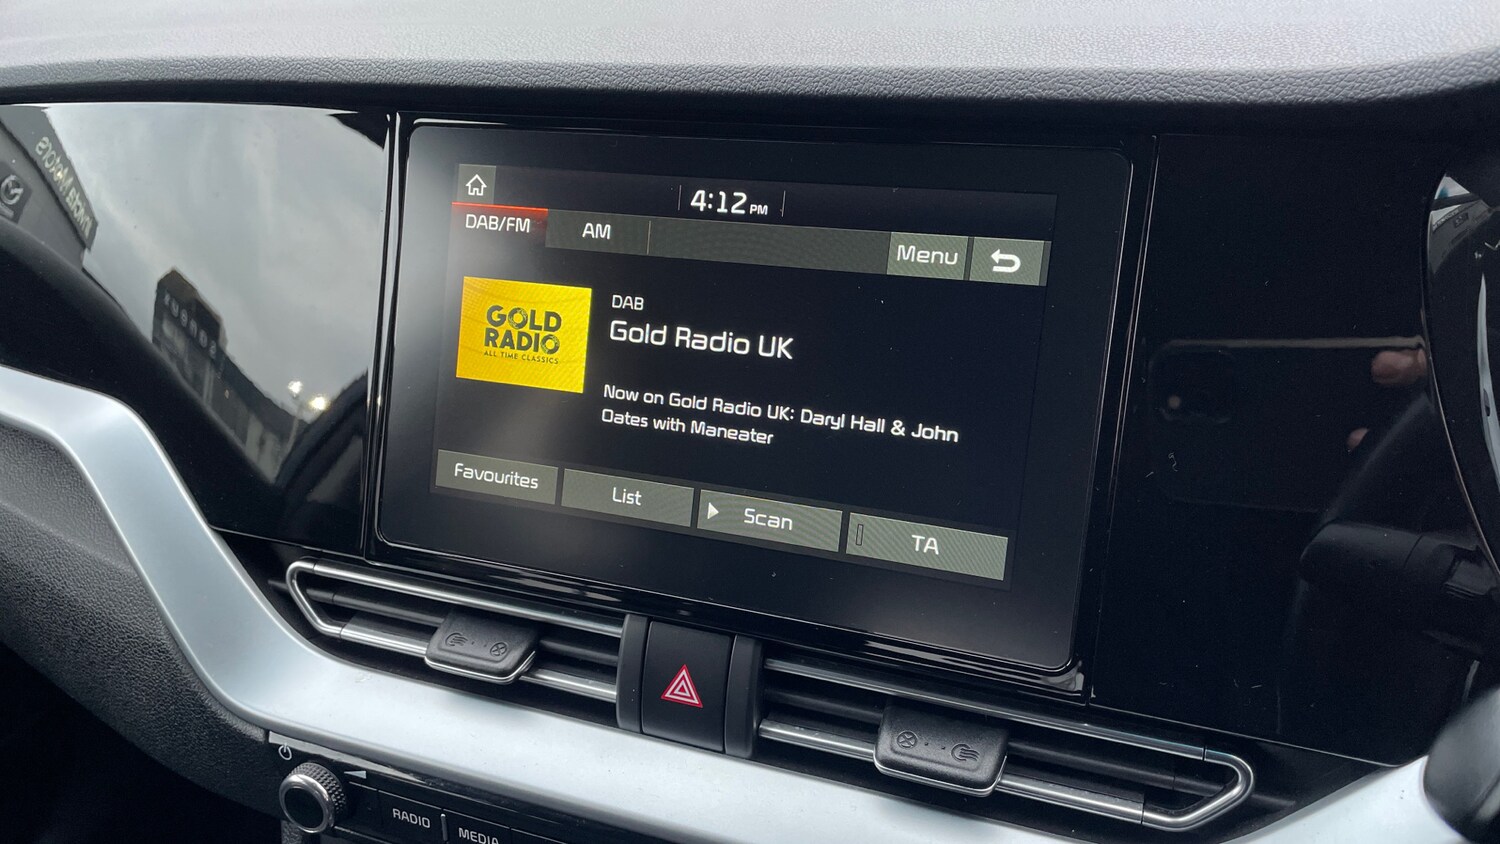 4:12 PM
DAB/FM
AM
Menu
GOLD
RADIO
ALL TIME CLASSICS
DAB
Gold Radio UK
Now on Gold Radio UK: Daryl Hall & John
Oates with Maneater
Favourites
List
Scan
TA
RADIO
MEDIA